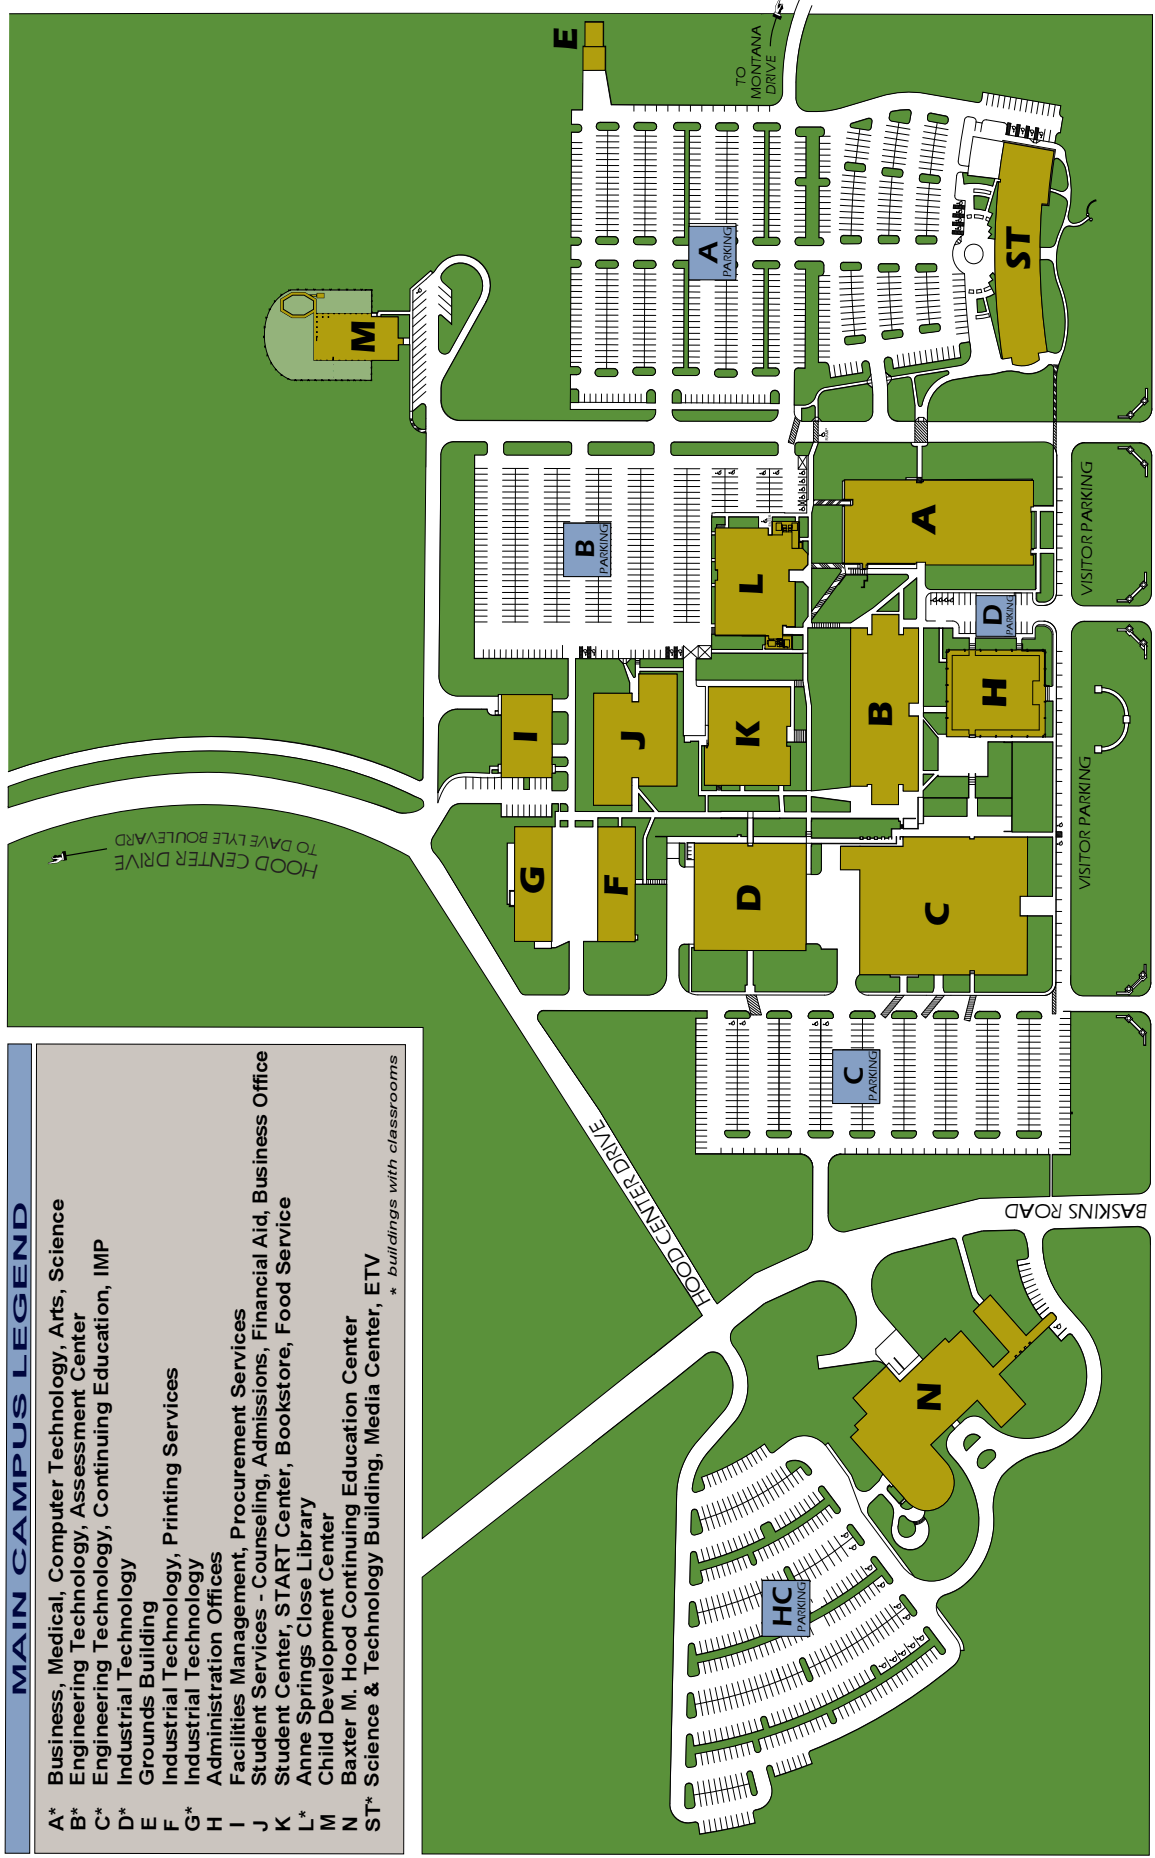 MAIN CAMPUS LEGEND
A* Business, Medical, Computer Technology, Arts, Science
B* Engineering Technology, Assessment Center
C* Engineering Technology, Continuing Education, IMP
D* Industrial Technology
E Grounds Building
F Industrial Technology, Printing Services
G* Industrial Technology
H Administration Offices
I Facilities Management, Procurement Services
J Student Services - Counseling, Admissions, Financial Aid, Business Office
K Student Center, START Center, Bookstore, Food Service
L* Anne Springs Close Library
M Child Development Center
N Baxter M. Hood Continuing Education Center
ST* Science & Technology Building, Media Center, ETV
* buildings with classrooms
HOOD CENTER DRIVE
TO DAVE LYLE BOULEVARD
M
E
TO
MONTANA
DRIVE
A
PARKING
ST
B
PARKING
L
A
VISITOR PARKING
D
PARKING
I
J
K
B
H
G
F
D
C
VISITOR PARKING
C
PARKING
HOOD CENTER DRIVE
BASKINS ROAD
N
HC
PARKING